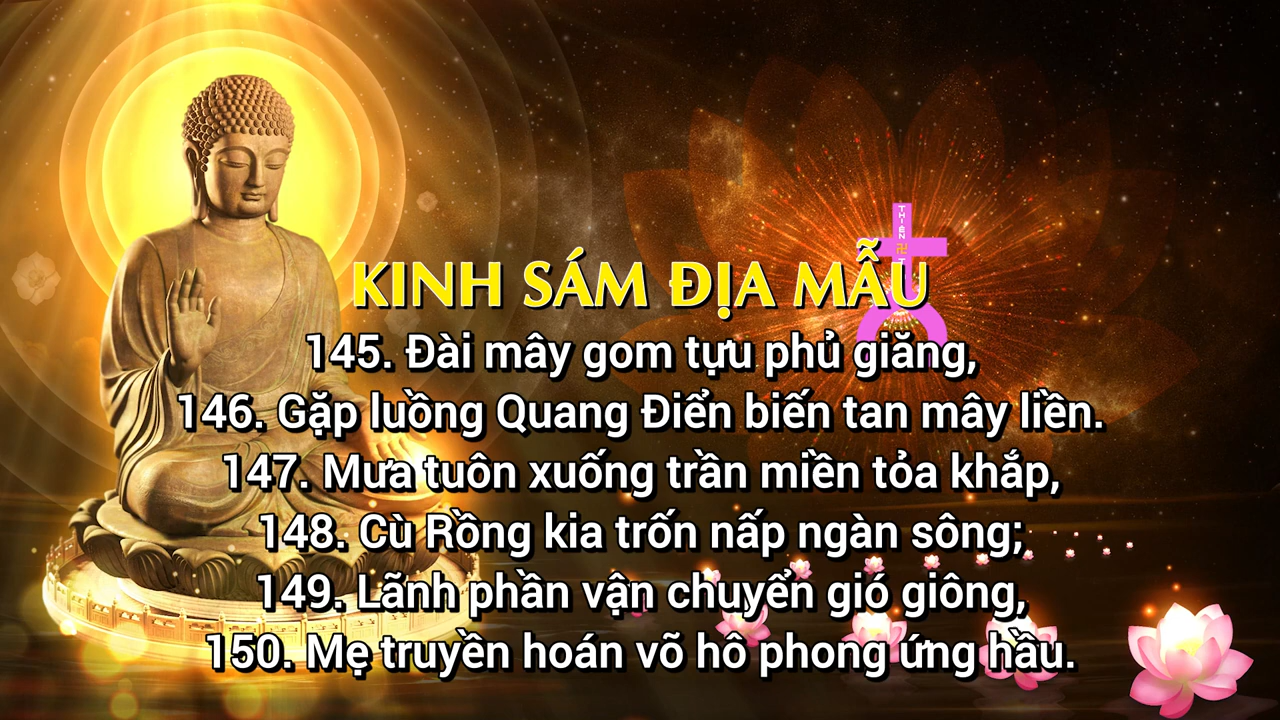 THIÊN
卍
KINH SÁM ĐỊA MẪU
145. Đài mây gom tựu phủ giăng,
146. Gặp luồng Quang Điển biến tan mây liền.
147. Mưa tuôn xuống trần miền tỏa khắp,
148. Cù Rồng kia trốn nấp ngàn sông;
149. Lãnh phần vận chuyển gió giông,
150. Mẹ truyền hoán võ hô phong ứng hầu.